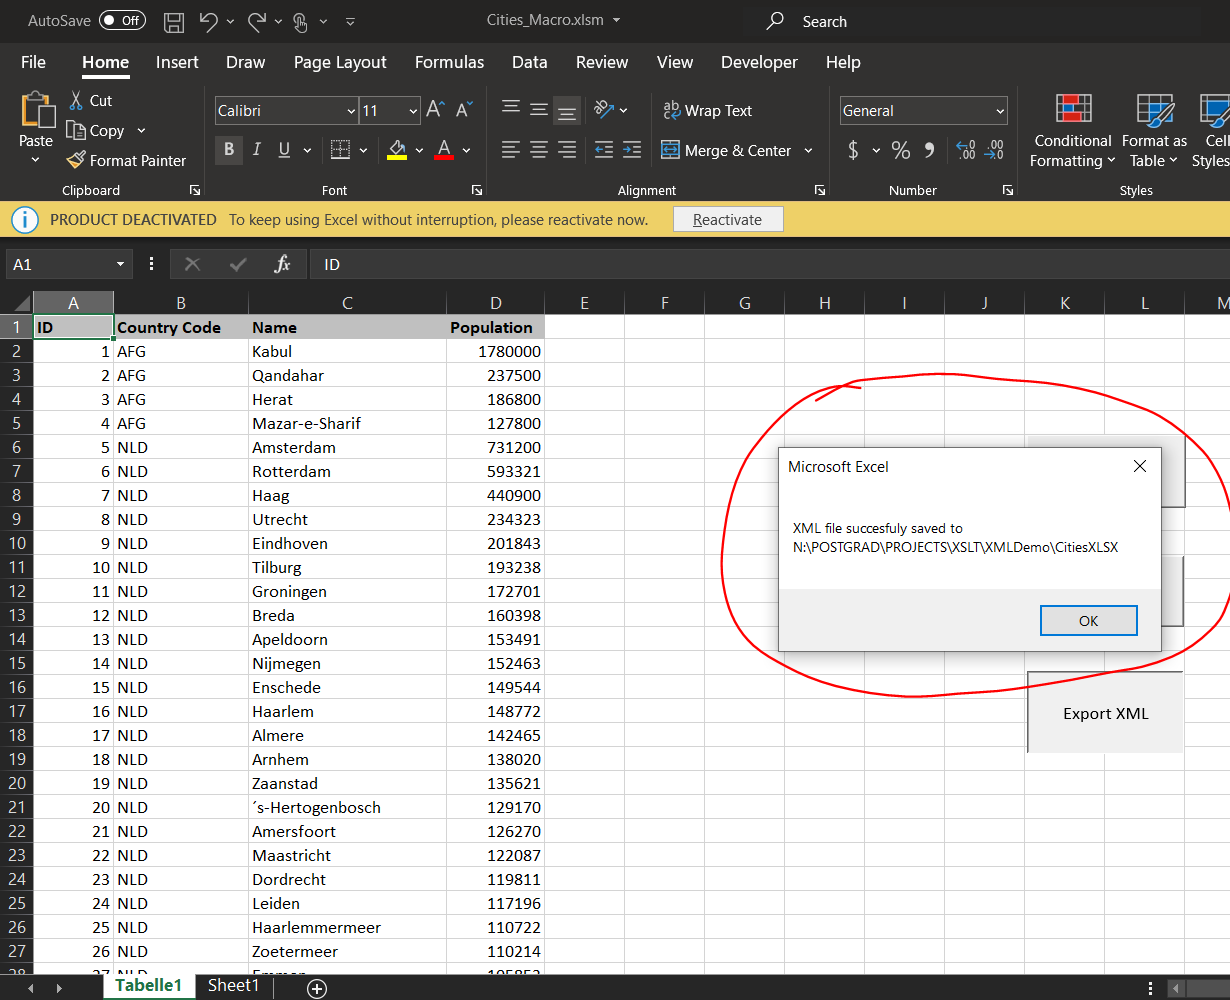 AutoSave Off Cities_Macro.xlsm Search
File Home Insert Draw Page Layout Formulas Data Review View Developer Help
Paste
Cut
Copy
Format Painter
Clipboard
Calibri 11
B I U A
Font
ab Wrap Text
Merge & Center
Alignment
General
$ % 9
Number
Conditional Formatting
Format as Table
Cell Styles
Styles
PRODUCT DEACTIVATED To keep using Excel without interruption, please reactivate now. Reactivate
A1 fx ID
A B C D E F G H I J K L M
1 ID Country Code Name Population
2 1 AFG Kabul 1780000
3 2 AFG Qandahar 237500
4 3 AFG Herat 186800
5 4 AFG Mazar-e-Sharif 127800
6 5 NLD Amsterdam 731200
7 6 NLD Rotterdam 593321
8 7 NLD Haag 440900
9 8 NLD Utrecht 234323
10 9 NLD Eindhoven 201843
11 10 NLD Tilburg 193238
12 11 NLD Groningen 172701
13 12 NLD Breda 160398
14 13 NLD Apeldoorn 153491
15 14 NLD Nijmegen 152463
16 15 NLD Enschede 149544
17 16 NLD Haarlem 148772
18 17 NLD Almere 142465
19 18 NLD Arnhem 138020
20 19 NLD Zaanstad 135621
21 20 NLD ´s-Hertogenbosch 129170
22 21 NLD Amersfoort 126270
23 22 NLD Maastricht 122087
24 23 NLD Dordrecht 119811
25 24 NLD Leiden 117196
26 25 NLD Haarlemmermeer 110722
27 26 NLD Zoetermeer 110214
Microsoft Excel
XML file succesfuly saved to
N:\POSTGRAD\PROJECTS\XSLT\XMLDemo\CitiesXLSX
OK
Export XML
Tabelle1 Sheet1